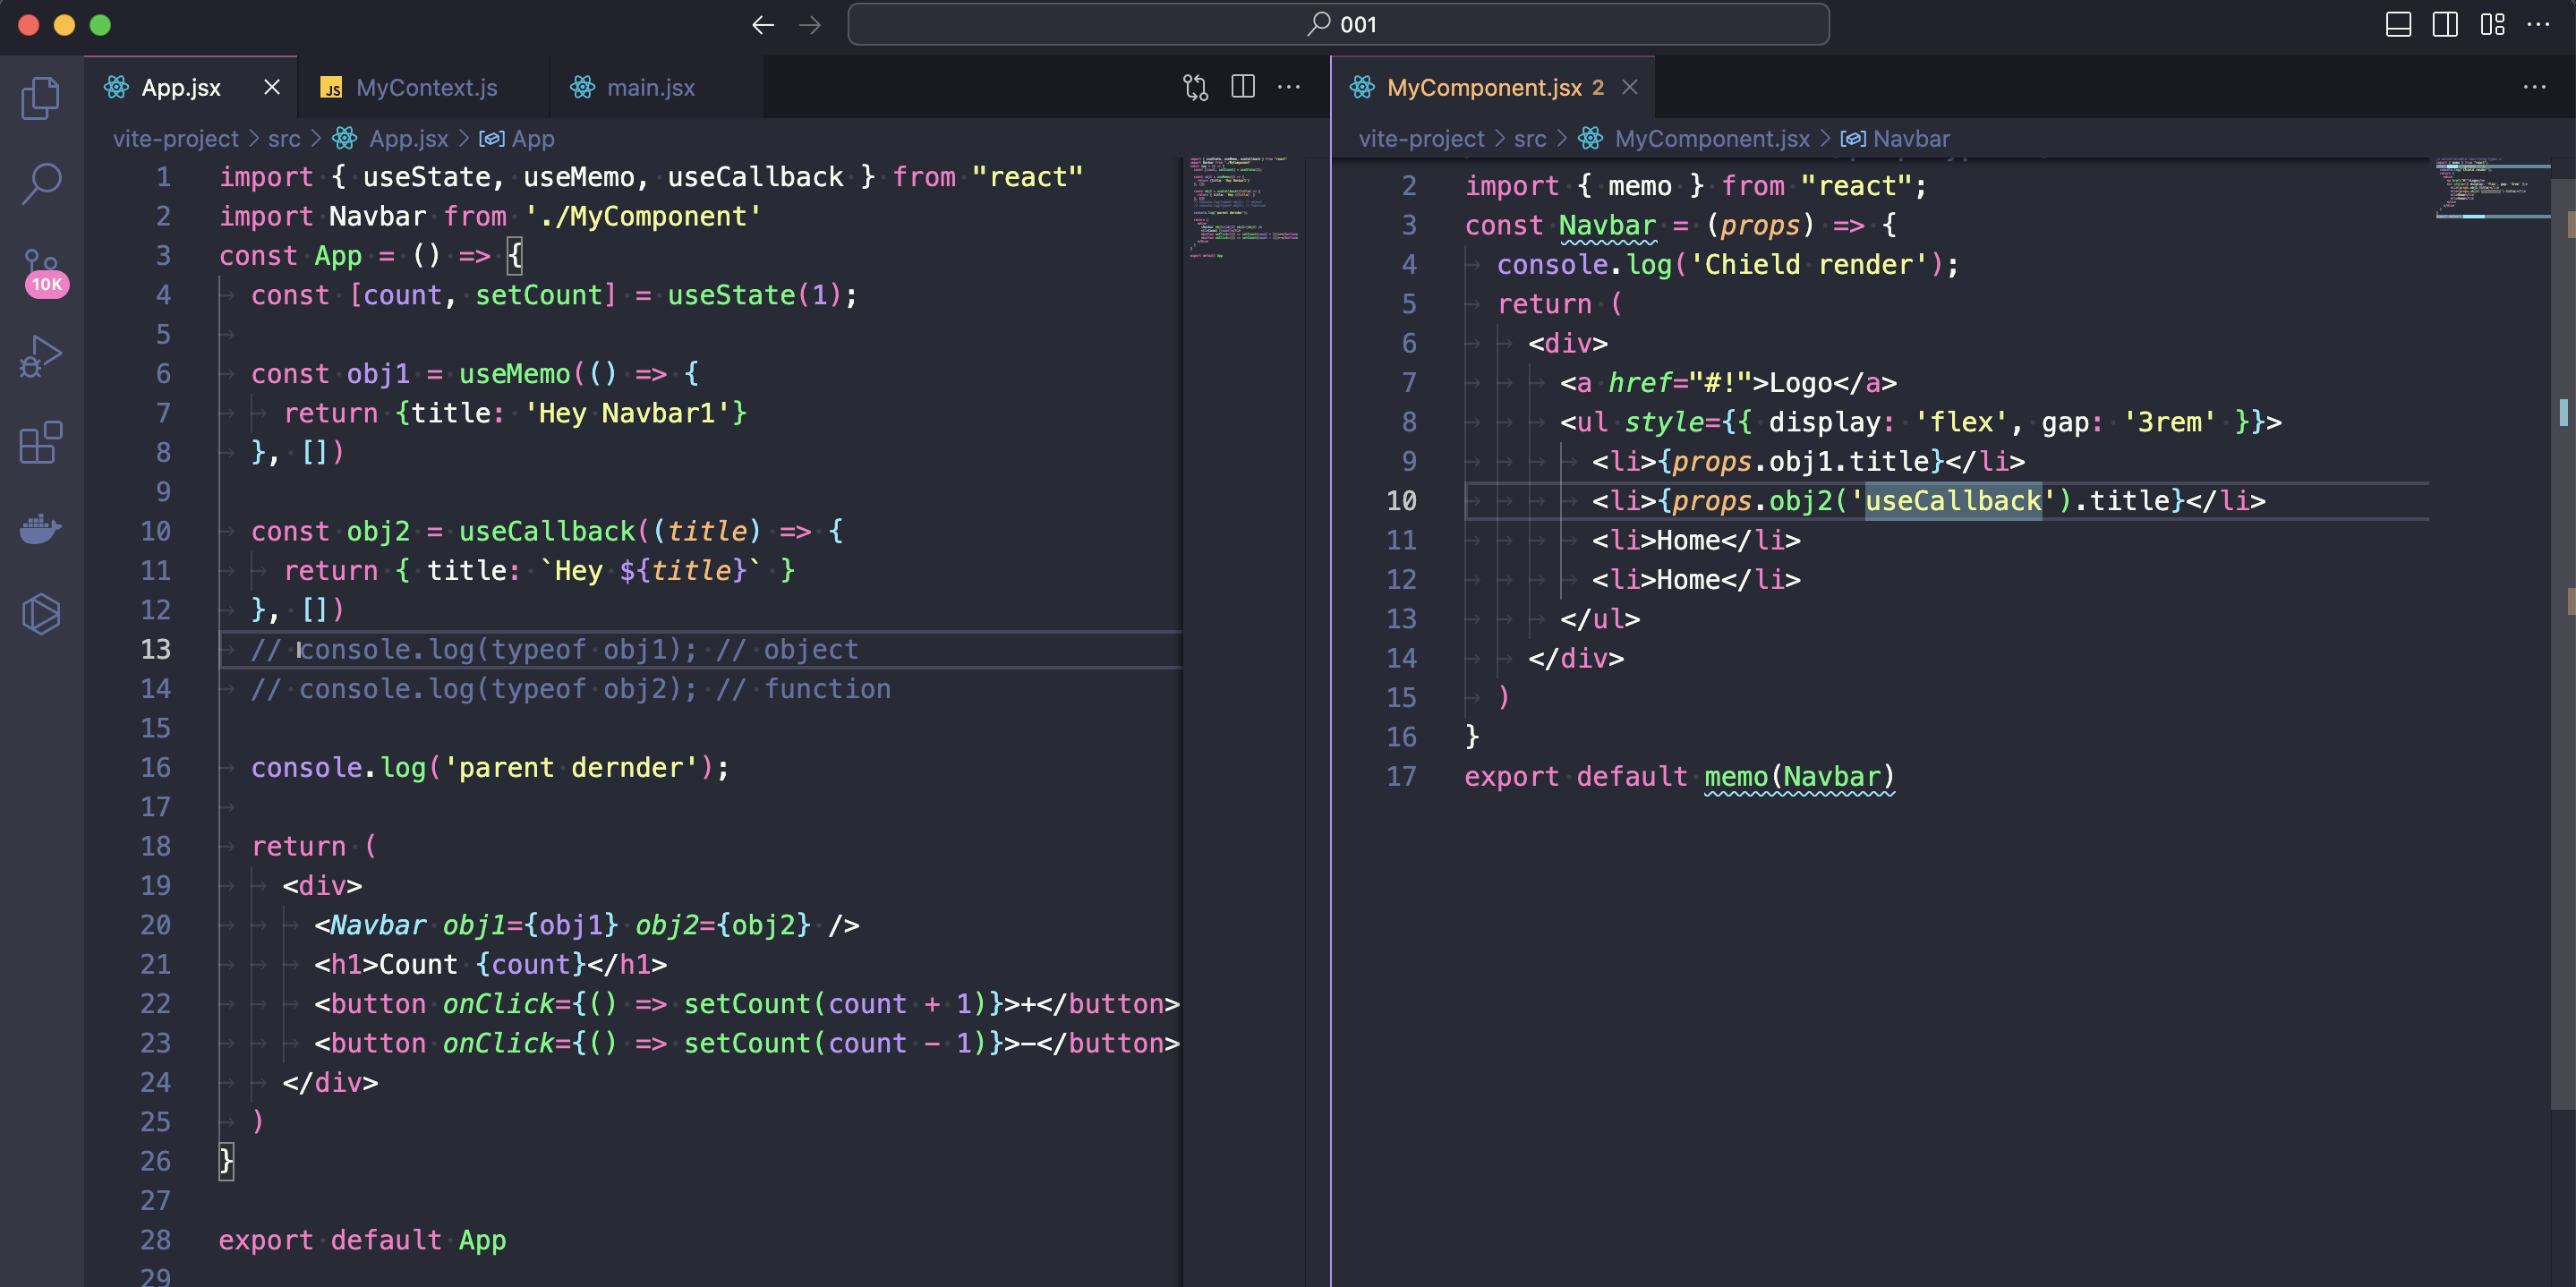 001
App.jsx
JS MyContext.js
main.jsx
MyComponent.jsx 2
vite-project > src > App.jsx > App
vite-project > src > MyComponent.jsx > Navbar
10K
1 import { useState, useMemo, useCallback } from "react"
2 import Navbar from './MyComponent'
3 const App = () => {
4 const [count, setCount] = useState(1);
5
6 const obj1 = useMemo(() => {
7 return {title: 'Hey Navbar1'}
8 }, [])
9
10 const obj2 = useCallback((title) => {
11 return { title: `Hey ${title}` }
12 }, [])
13 // console.log(typeof obj1); // object
14 // console.log(typeof obj2); // function
15
16 console.log('parent dernder');
17
18 return (
19 <div>
20 <Navbar obj1={obj1} obj2={obj2} />
21 <h1>Count {count}</h1>
22 <button onClick={() => setCount(count + 1)}>+</button>
23 <button onClick={() => setCount(count - 1)}>-</button>
24 </div>
25 )
26 }
27
28 export default App
29
2 import { memo } from "react";
3 const Navbar = (props) => {
4 console.log('Chield render');
5 return (
6 <div>
7 <a href="#!">Logo</a>
8 <ul style={{ display: 'flex', gap: '3rem' }}>
9 <li>{props.obj1.title}</li>
10 <li>{props.obj2('useCallback').title}</li>
11 <li>Home</li>
12 <li>Home</li>
13 </ul>
14 </div>
15 )
16 }
17 export default memo(Navbar)